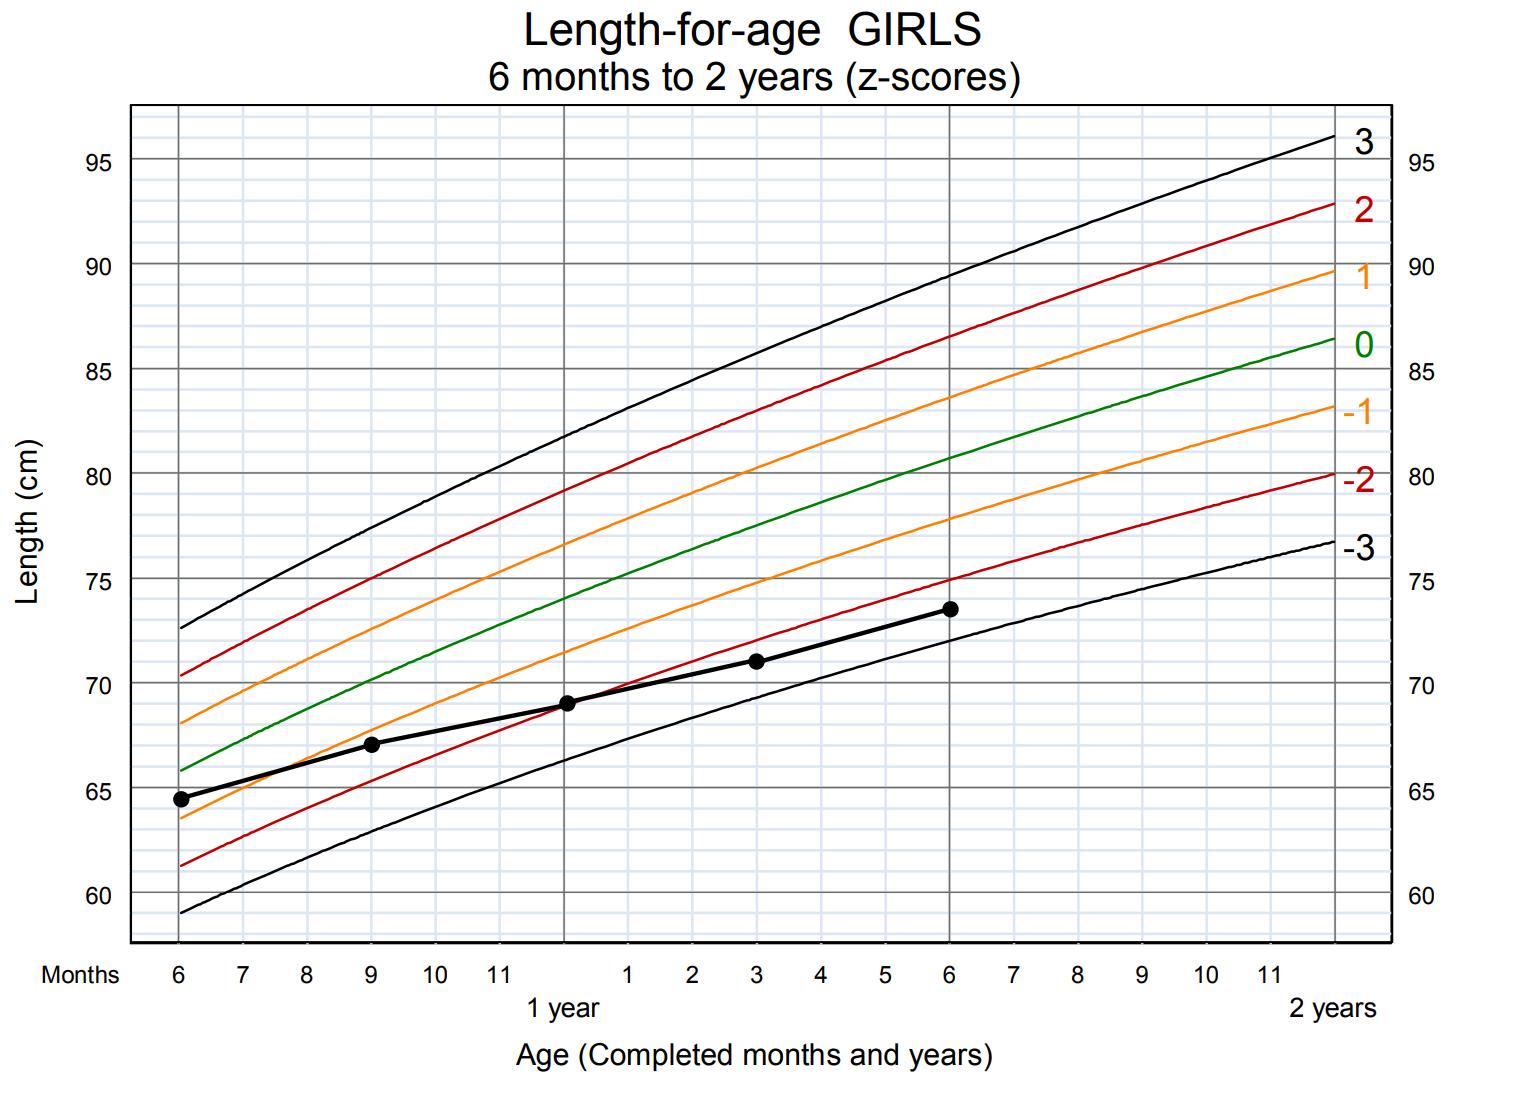 Length-for-age GIRLS
6 months to 2 years (z-scores)
3
95 95
2
90 90
1
0
85 85
-1
80 -2 80
-3
75 75
70 70
65 65
60 60
Length (cm)
Months 6 7 8 9 10 11 1 2 3 4 5 6 7 8 9 10 11
1 year 2 years
Age (Completed months and years)